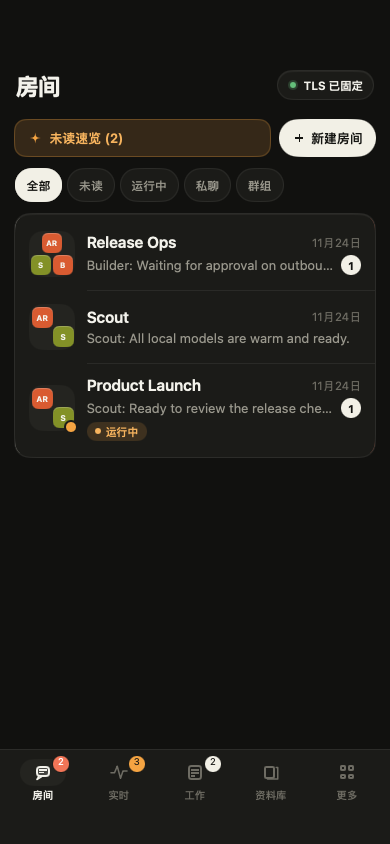 房间
TLS 已固定
未读速览 (2)
新建房间
全部
未读
运行中
私聊
群组
AR
S
B
Release Ops
11月24日
Builder: Waiting for approval on outbou...
1
AR
S
Scout
11月24日
Scout: All local models are warm and ready.
AR
S
Product Launch
11月24日
Scout: Ready to review the release che...
1
运行中
2
3
2
房间
实时
工作
资料库
更多